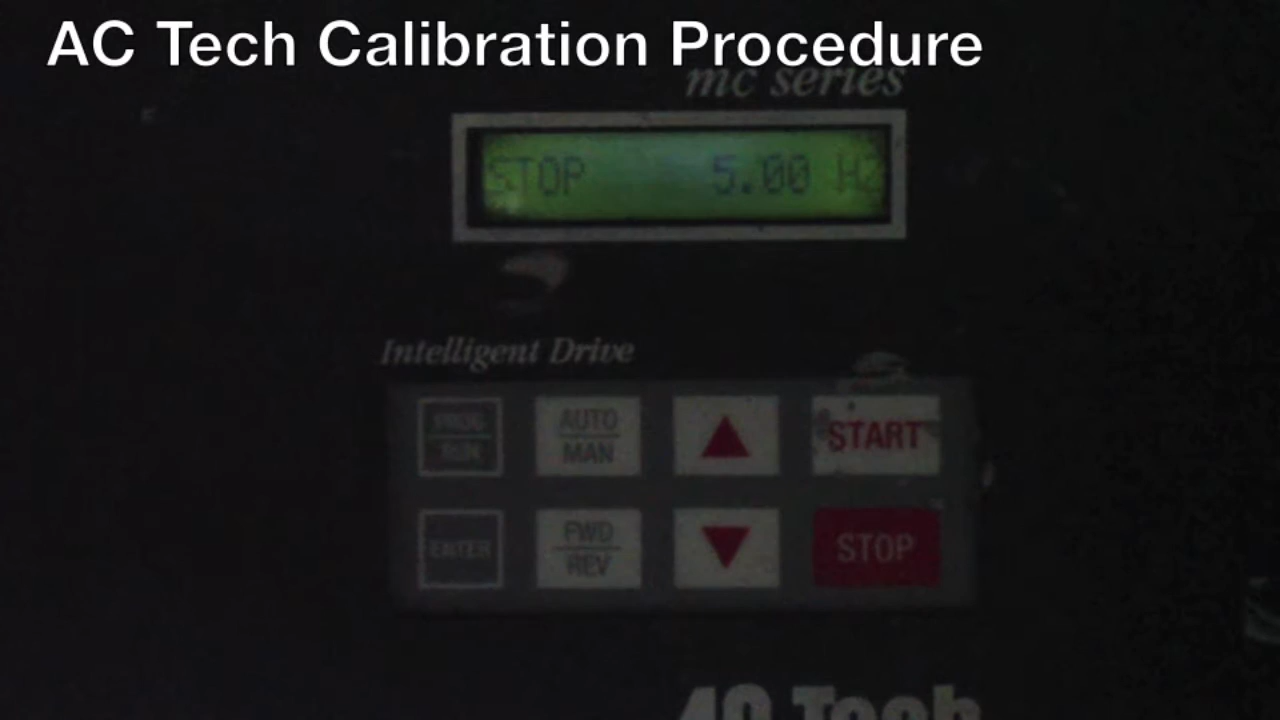 AC Tech Calibration Procedure
mc series
STOP 5.00 HZ
Intelligent Drive
PROG
RUN
AUTO
MAN
START
ENTER
FWD
REV
STOP
AC Tech